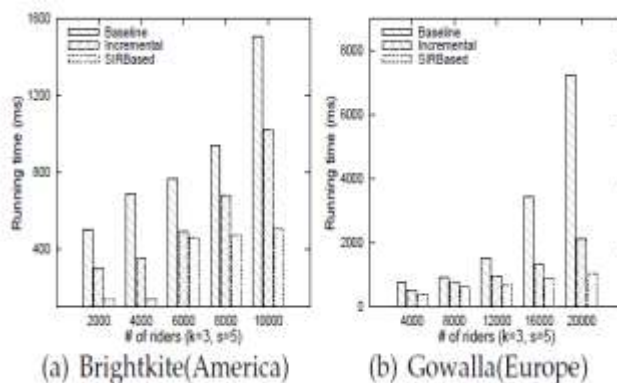 Baseline
Incremental
SIRBased
1600
1200
800
400
Running time (ms)
2000 4000 6000 8000 10000
# of riders (k=3, s=5)
(a) Brightkite(America)
Baseline
Incremental
SIRBased
8000
6000
4000
2000
0
Running time (ms)
4000 8000 12000 16000 20000
# of riders (k=3, s=5)
(b) Gowalla(Europe)